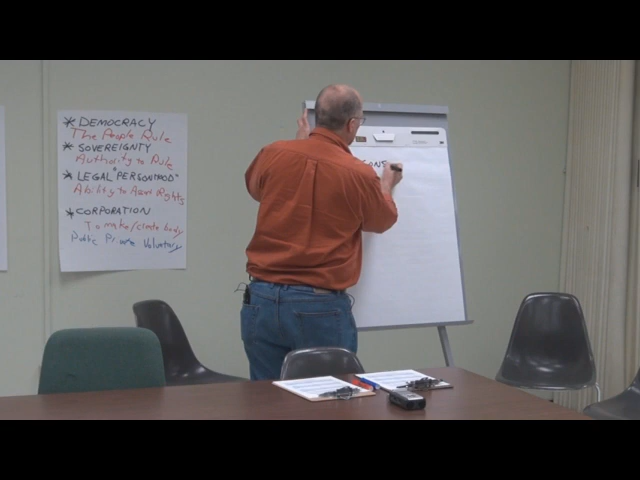 * DEMOCRACY
The People Rule
* SOVEREIGNTY
Authority to Rule
* LEGAL "PERSONHOOD"
Ability to Assert Rights
* CORPORATION
To make/create body
Public Private Voluntary
ONE